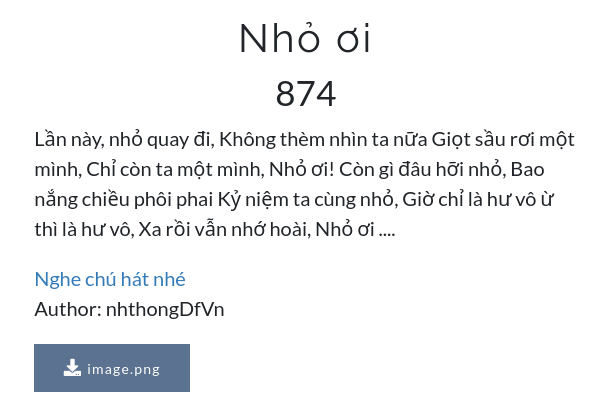 Nhỏ ơi
874
Lần này, nhỏ quay đi, Không thèm nhìn ta nữa Giọt sầu rơi một
mình, Chỉ còn ta một mình, Nhỏ ơi! Còn gì đâu hỡi nhỏ, Bao
nắng chiều phôi phai Kỷ niệm ta cùng nhỏ, Giờ chỉ là hư vô ừ
thì là hư vô, Xa rồi vẫn nhớ hoài, Nhỏ ơi ....
Nghe chú hát nhé
Author: nhthongDfVn
image.png